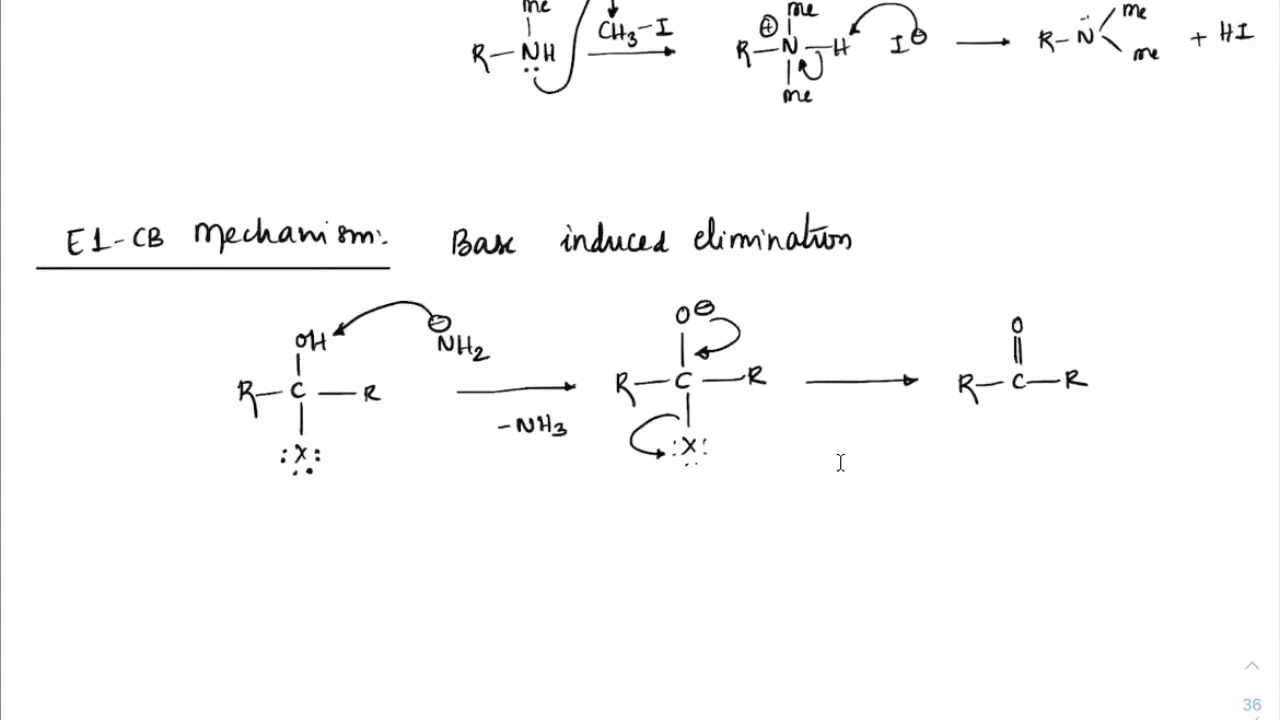 me
R-NH CH3-I R-N-H I⊖ R-N me + HI
⊕ me me
me
E1-CB Mechanism: Base induced elimination
OH ⊖NH2 O⊖ O
R-C-R -NH3 R-C-R R-C-R
:X: :X:
36